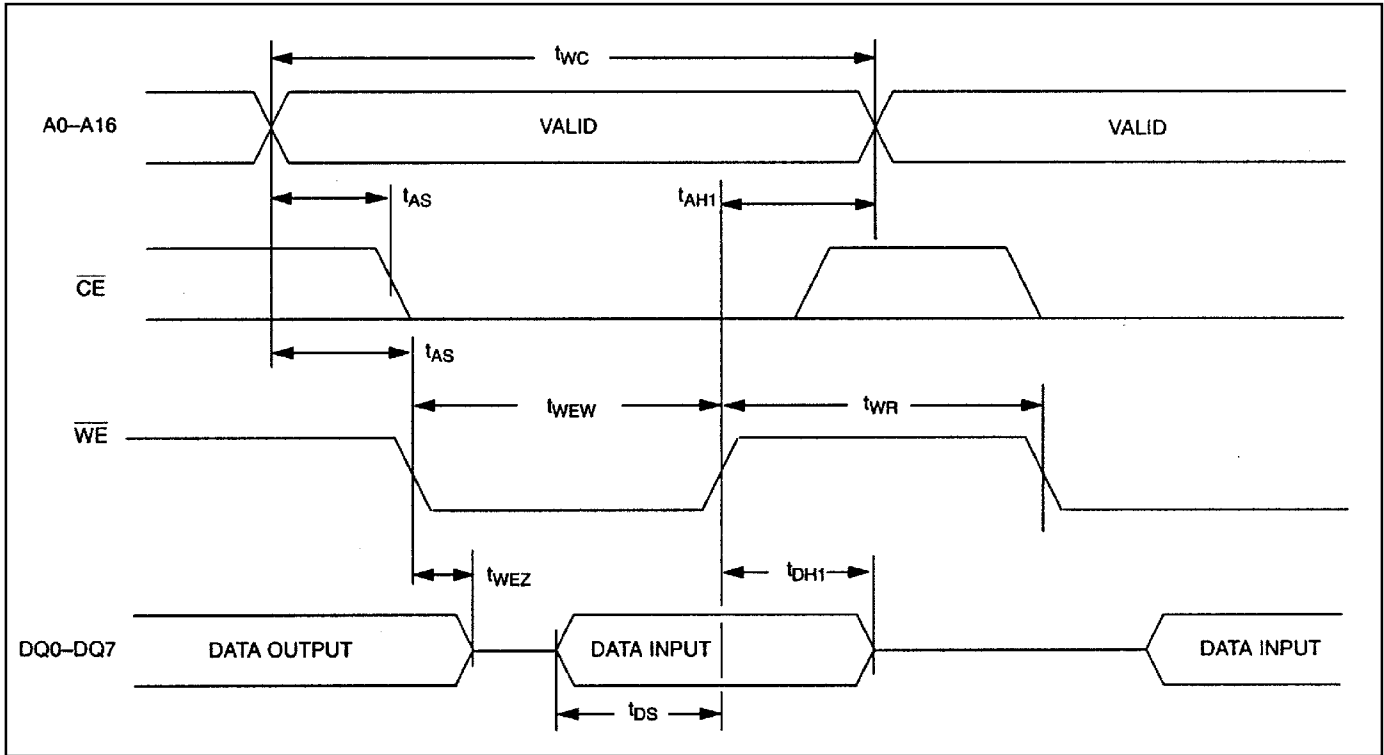 tWC
A0–A16 VALID VALID
tAS tAH1
CE
tAS
tWEW tWR
WE
tWEZ tDH1
DQ0–DQ7 DATA OUTPUT DATA INPUT DATA INPUT
tDS